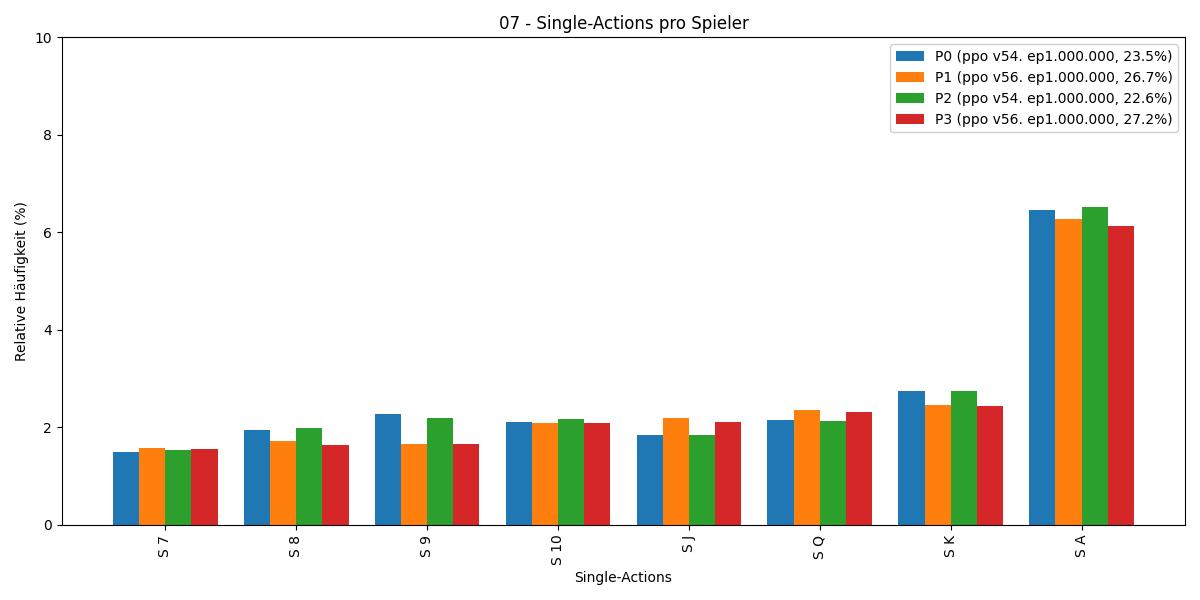 07 - Single-Actions pro Spieler
10
8
6
4
2
0
Relative Häufigkeit (%)
P0 (ppo v54. ep1.000.000, 23.5%)
P1 (ppo v56. ep1.000.000, 26.7%)
P2 (ppo v54. ep1.000.000, 22.6%)
P3 (ppo v56. ep1.000.000, 27.2%)
S 7
S 8
S 9
S 10
S J
S Q
S K
S A
Single-Actions